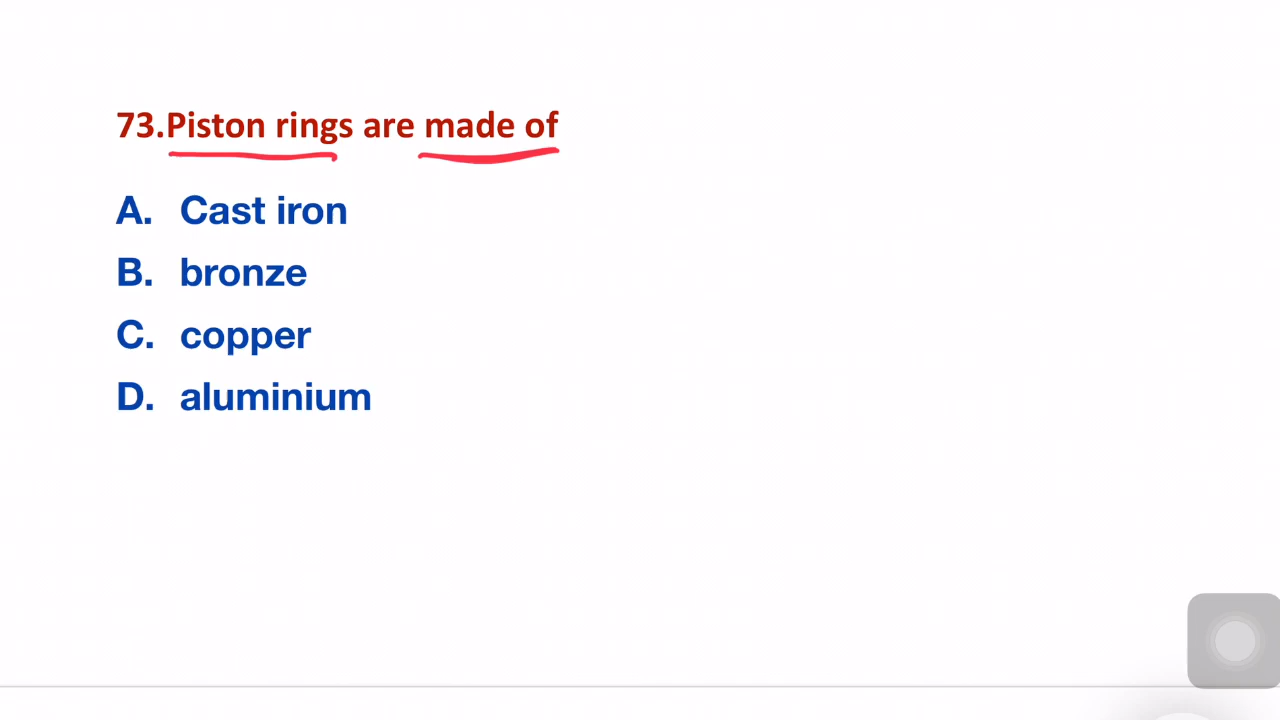 73.Piston rings are made of
A. Cast iron
B. bronze
C. copper
D. aluminium